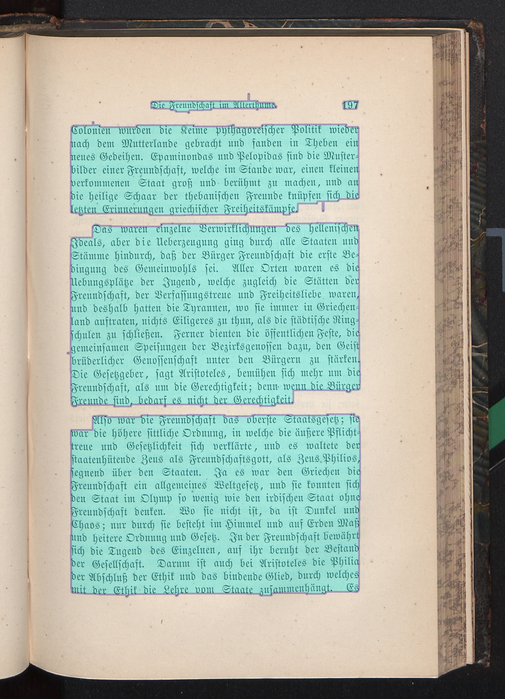 Die Freundschaft im Alterthume. 197
Colonien wurden die Keime pythagoreischer Politik wieder
nach dem Mutterlande gebracht und fanden in Theben ein
neues Gedeihen. Epaminondas und Pelopidas sind die Muster-
bilder einer Freundschaft, welche im Stande war, einen kleinen
verkommenen Staat groß und berühmt zu machen, und an
die heilige Schaar der thebanischen Freunde knüpfen sich die
letzten Erinnerungen griechischer Freiheitskämpfe.
Das waren einzelne Verwirklichungen des hellenischen
Ideals, aber die Ueberzeugung ging durch alle Staaten und
Stämme hindurch, daß der Bürger Freundschaft die erste Be-
dingung des Gemeinwohls sei. Aller Orten waren es die
Uebungsplätze der Jugend, welche zugleich die Stätten der
Freundschaft, der Verfassungstreue und Freiheitsliebe waren,
und deshalb hatten die Tyrannen, wo sie immer in Griechen-
land auftraten, nichts Eiligeres zu thun, als die städtische Ring-
schulen zu schließen. Ferner dienten die öffentlichen Feste, die
gemeinsamen Speisungen der Bezirksgenossen dazu, den Geist
brüderlicher Genossenschaft unter den Bürgern zu stärken.
Die Gesetzgeber, sagt Aristoteles, bemühen sich mehr um die
Freundschaft, als um die Gerechtigkeit; denn wenn die Bürger
Freunde sind, bedarf es nicht der Gerechtigkeit.
Also war die Freundschaft das oberste Staatsgesetz; sie
war die höhere sittliche Ordnung, in welche die äußere Pflicht-
treue und Gesetzlichkeit sich verklärte, und es waltete der
staatenhütende Zeus als Freundschaftsgott, als Zeus Philios,
segnend über den Staaten. Ja es war den Griechen die
Freundschaft ein allgemeines Weltgesetz, und sie konnten sich
den Staat im Olymp so wenig wie den irdischen Staat ohne
Freundschaft denken. Wo sie nicht ist, da ist Dunkel und
Chaos; nur durch sie besteht im Himmel und auf Erden Maß
und heitere Ordnung und Gesetz. In der Freundschaft bewährt
sich die Tugend des Einzelnen, auf ihr beruht der Bestand
der Gesellschaft. Darum ist auch bei Aristoteles die Philia
der Abschluß der Ethik und das bindende Glied, durch welches
mit der Ethik die Lehre vom Staate zusammenhängt. Es